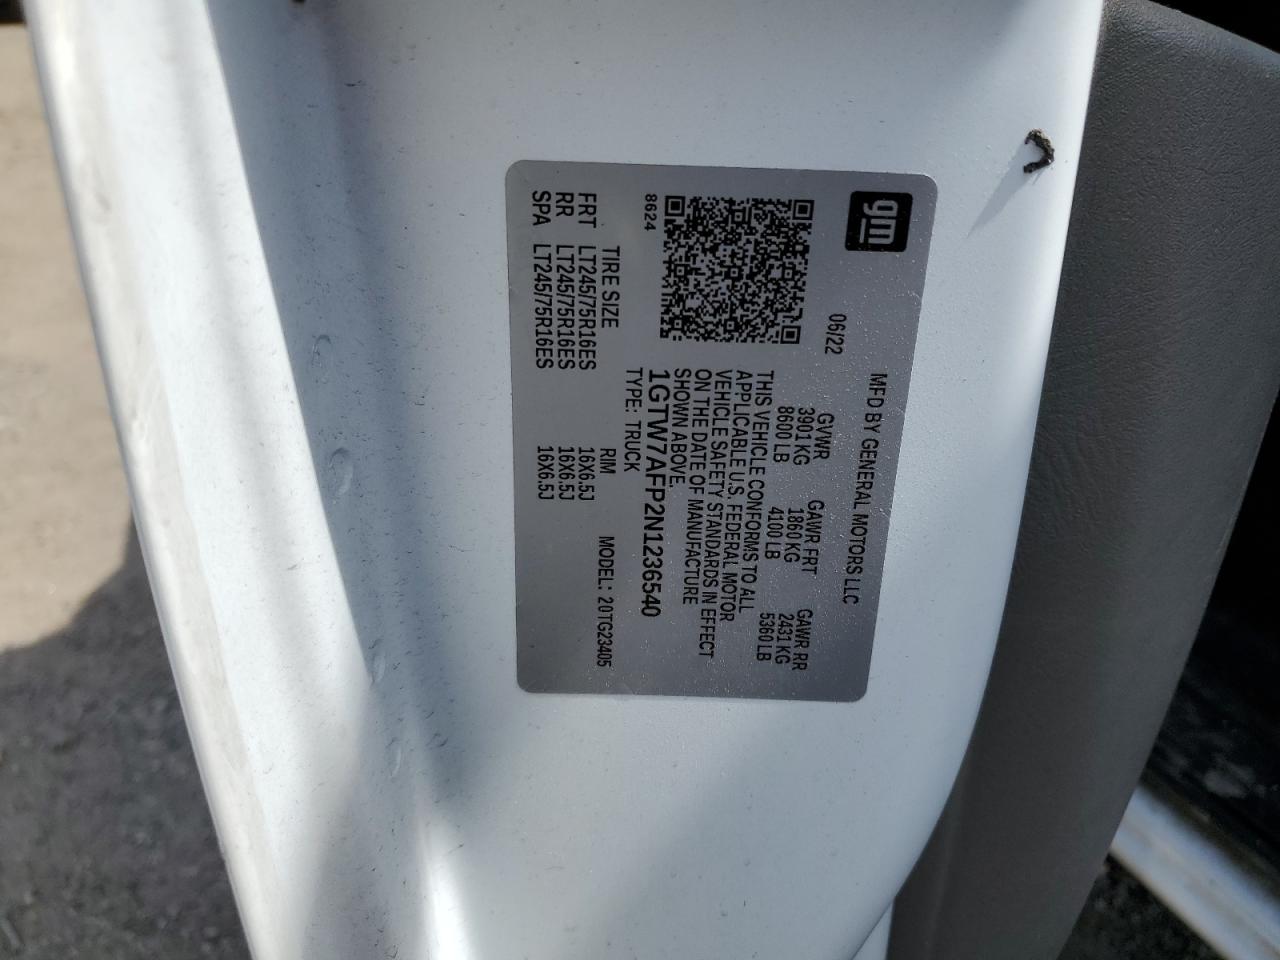 gm
MFD BY GENERAL MOTORS LLC
06/22
GVWR GAWR FRT GAWR RR
3901 KG 1860 KG 2431 KG
8600 LB 4100 LB 5360 LB
THIS VEHICLE CONFORMS TO ALL
APPLICABLE U.S. FEDERAL MOTOR
VEHICLE SAFETY STANDARDS IN EFFECT
ON THE DATE OF MANUFACTURE
SHOWN ABOVE.
8624
1GTW7AFP2N1236540
TYPE: TRUCK MODEL: 20TG23405
TIRE SIZE RIM
FRT LT245/75R16ES 16X6.5J
RR LT245/75R16ES 16X6.5J
SPA LT245/75R16ES 16X6.5J